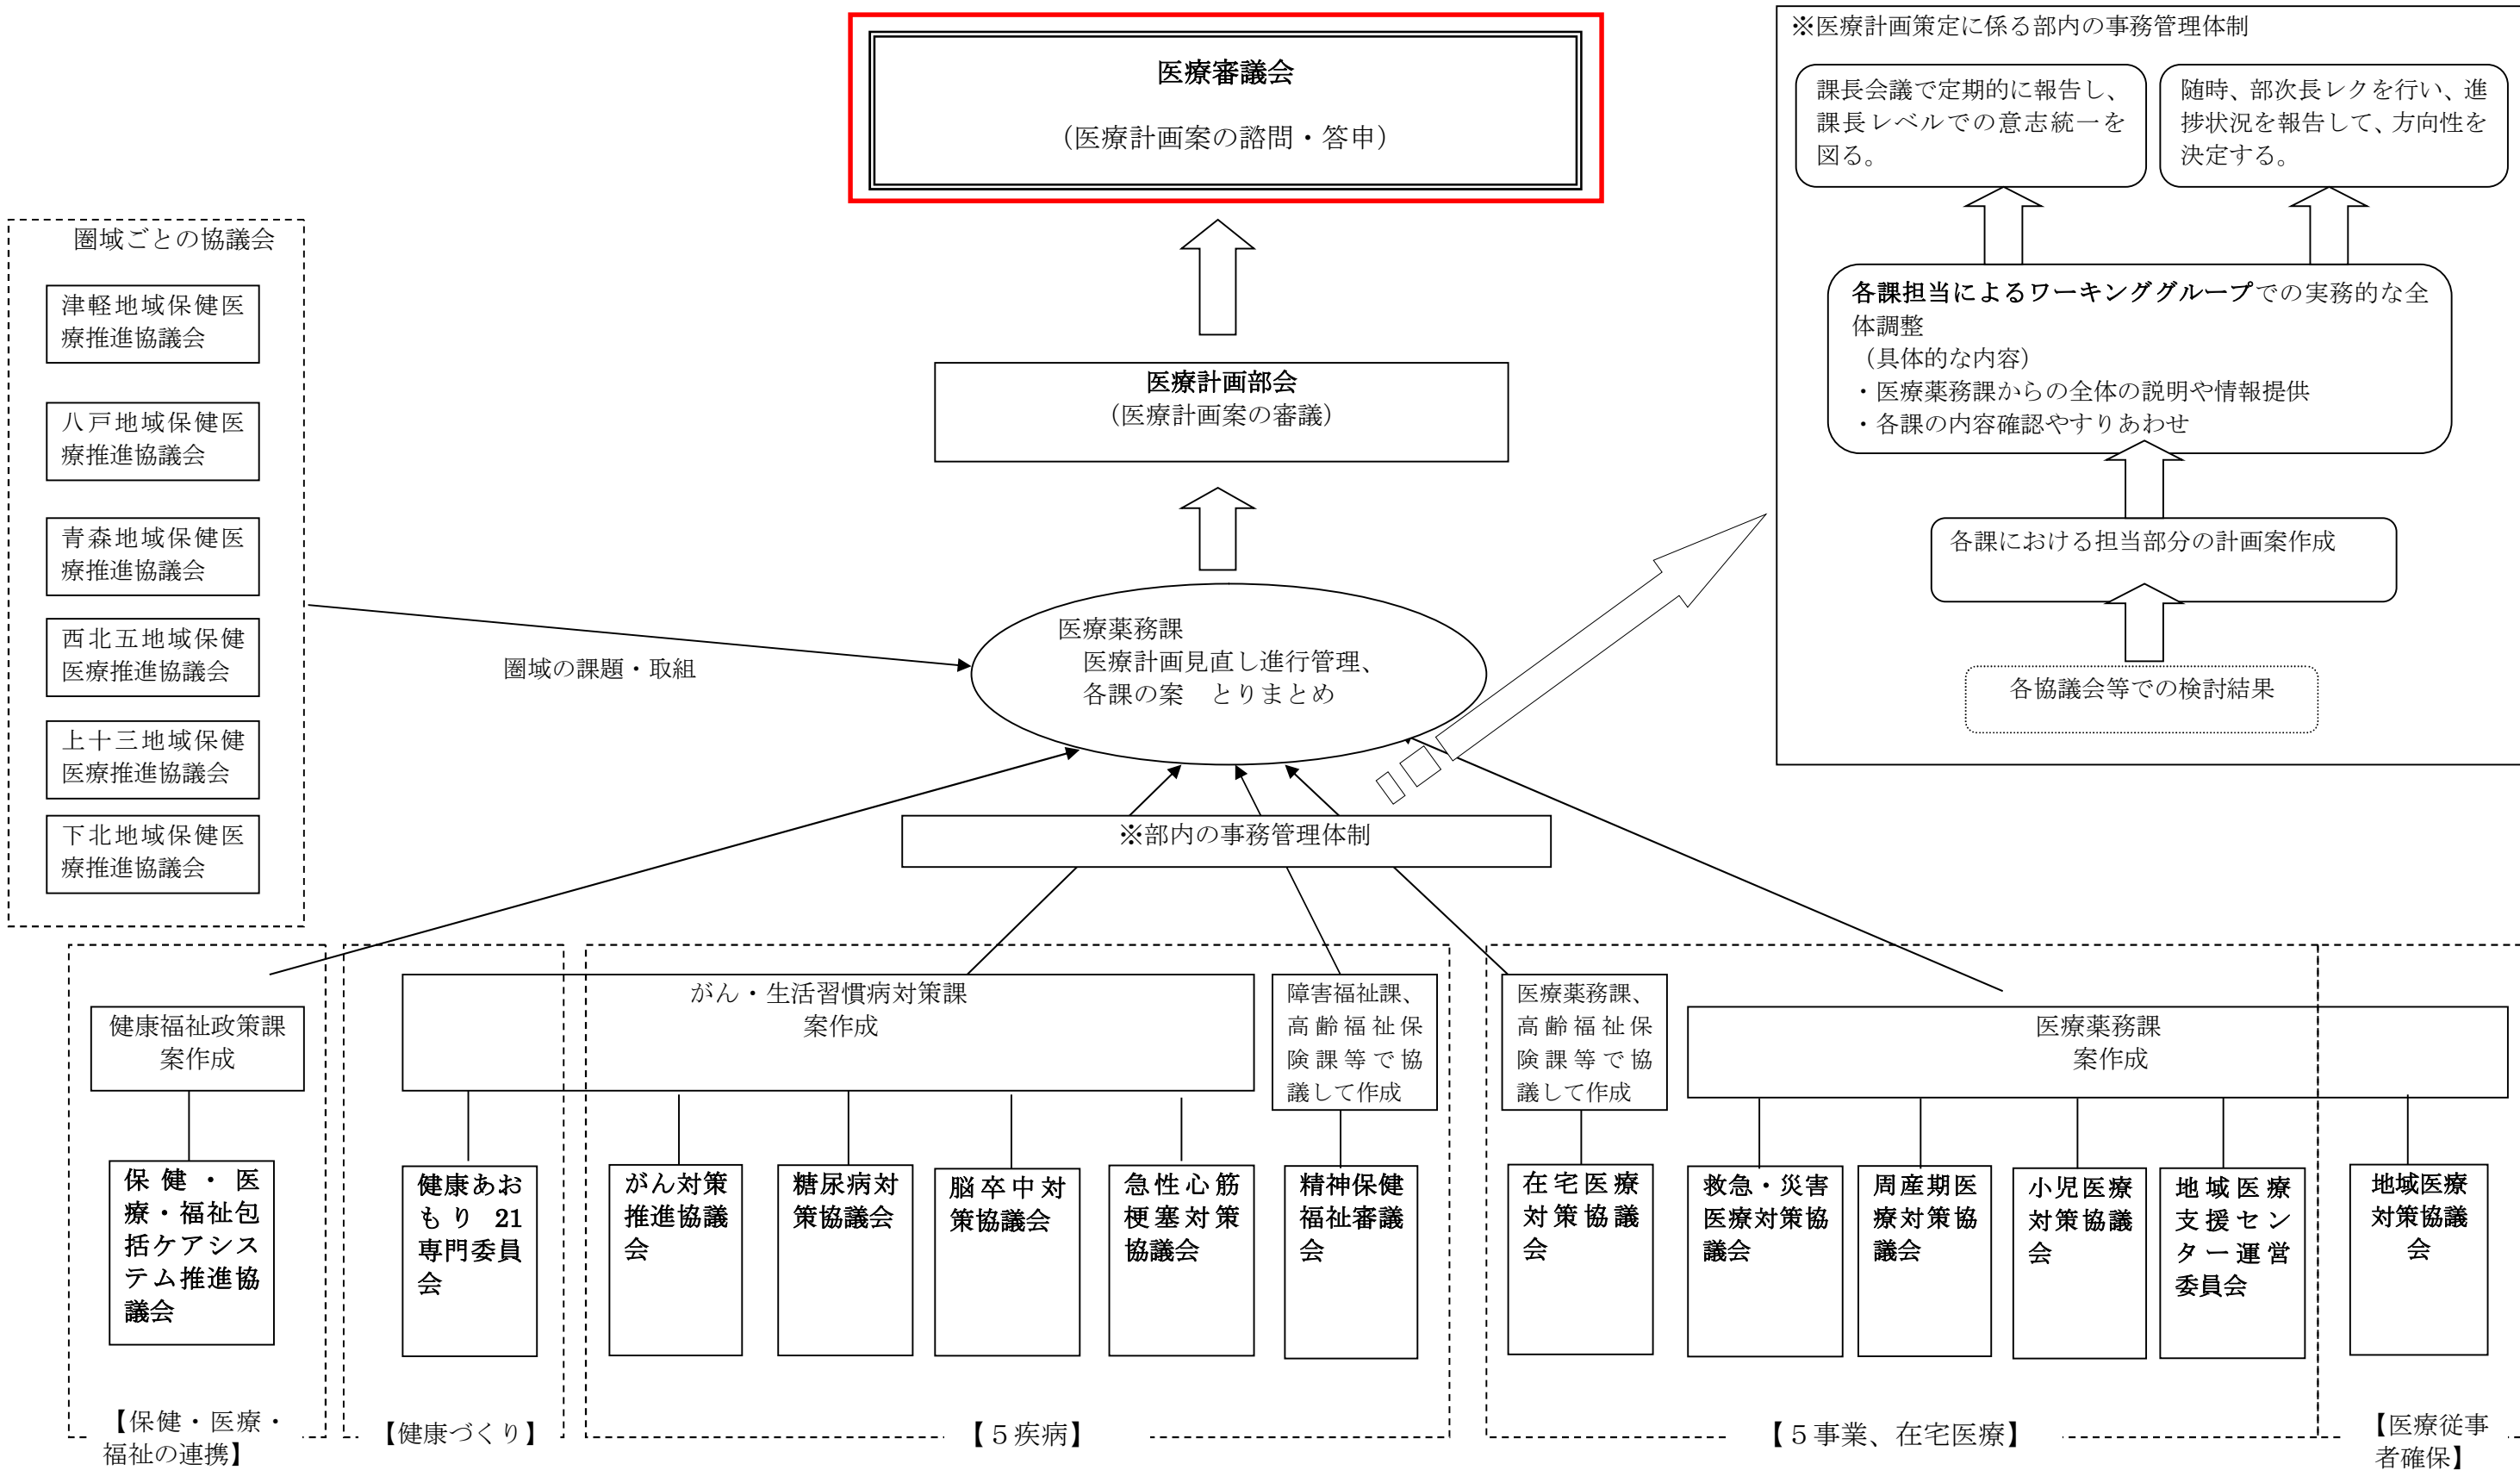 医療審議会
（医療計画案の諮問・答申）
※医療計画策定に係る部内の事務管理体制
課長会議で定期的に報告し、
課長レベルでの意志統一を
図る。
随時、部次長レクを行い、進
捗状況を報告して、方向性を
決定する。
各課担当によるワーキンググループでの実務的な全
体調整
（具体的な内容）
・医療薬務課からの全体の説明や情報提供
・各課の内容確認やすりあわせ
各課における担当部分の計画案作成
各協議会等での検討結果
圏域ごとの協議会
津軽地域保健医
療推進協議会
八戸地域保健医
療推進協議会
青森地域保健医
療推進協議会
西北五地域保健
医療推進協議会
上十三地域保健
医療推進協議会
下北地域保健医
療推進協議会
医療計画部会
（医療計画案の審議）
圏域の課題・取組
医療薬務課
医療計画見直し進行管理、
各課の案　とりまとめ
※部内の事務管理体制
健康福祉政策課
案作成
がん・生活習慣病対策課
案作成
障害福祉課、
高齢福祉保
険課等で協
議して作成
医療薬務課、
高齢福祉保
険課等で協
議して作成
医療薬務課
案作成
保健・医
療・福祉包
括ケアシス
テム推進協
議会
健康あお
もり 21
専門委員
会
がん対策
推進協議
会
糖尿病対
策協議会
脳卒中対
策協議会
急性心筋
梗塞対策
協議会
精神保健
福祉審議
会
在宅医療
対策協議
会
救急・災害
医療対策協
議会
周産期医
療対策協
議会
小児医療
対策協議
会
地域医療
支援セン
ター運営
委員会
地域医療
対策協議
会
【保健・医療・
福祉の連携】
【健康づくり】
【５疾病】
【５事業、在宅医療】
【医療従事
者確保】